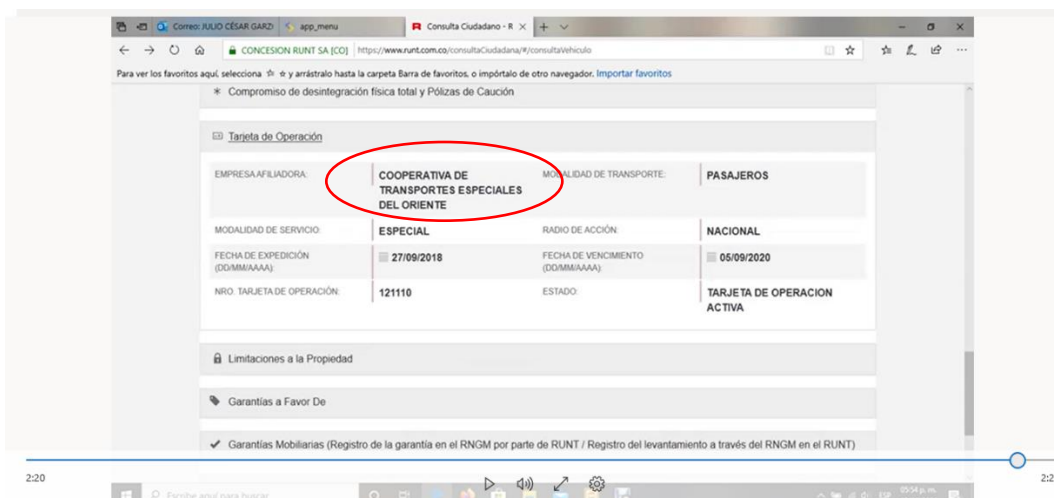 Correo: JULIO CÉSAR GARZ
app_menu
Consulta Ciudadano - R
CONCESION RUNT SA [CO]
https://www.runt.com.co/consultaCiudadana/#/consultaVehiculo
Para ver los favoritos aquí, selecciona y arrástralo hasta la carpeta Barra de favoritos, o impórtalo de otro navegador. Importar favoritos
Compromiso de desintegración física total y Pólizas de Caución
Tarjeta de Operación
EMPRESA AFILIADORA: COOPERATIVA DE MODALIDAD DE TRANSPORTE: PASAJEROS
TRANSPORTES ESPECIALES
DEL ORIENTE
MODALIDAD DE SERVICIO: ESPECIAL RADIO DE ACCIÓN: NACIONAL
FECHA DE EXPEDICIÓN 27/09/2018 FECHA DE VENCIMIENTO 05/09/2020
(DD/MM/AAAA): (DD/MM/AAAA):
NRO. TARJETA DE OPERACIÓN: 121110 ESTADO: TARJETA DE OPERACION
ACTIVA
Limitaciones a la Propiedad
Garantías a Favor De
Garantías Mobiliarias (Registro de la garantía en el RNGM por parte de RUNT / Registro del levantamiento a través del RNGM en el RUNT)
2:20
Escribe aquí para buscar